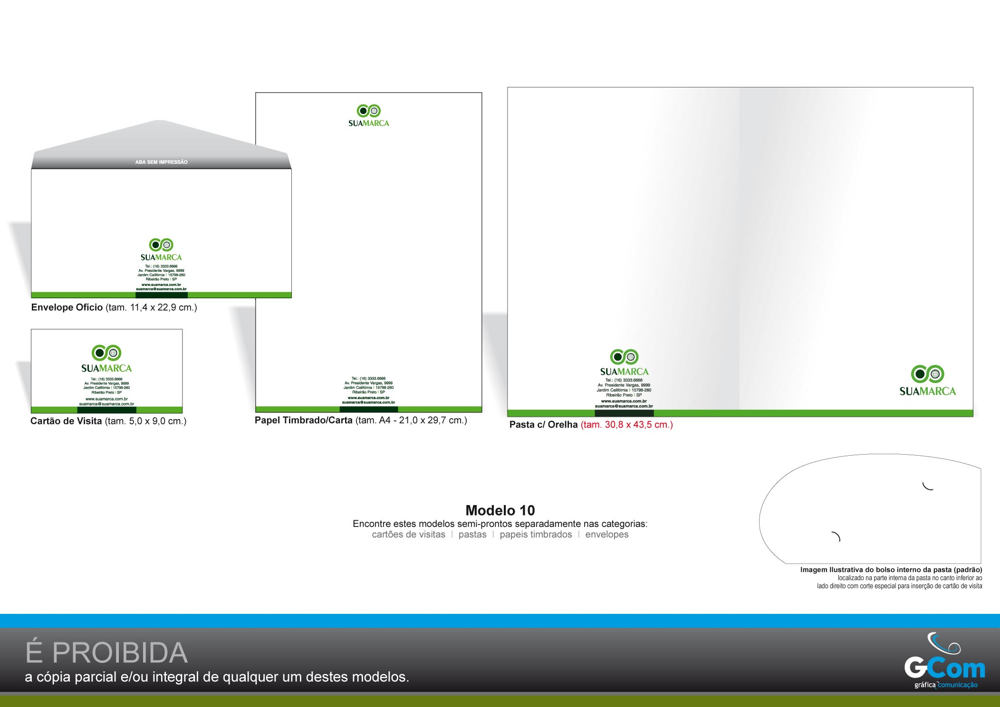 ABA SEM IMPRESSÃO
SUAMARCA
Tel.: (16) 3333.6666
Av. Presidente Vargas, 9999
Jardim Califórnia | 15798-260
Ribeirão Preto | SP
www.suamarca.com.br
suamarca@suamarca.com.br
Envelope Ofício (tam. 11,4 x 22,9 cm.)
SUAMARCA
Tel.: (16) 3333.6666
Av. Presidente Vargas, 9999
Jardim Califórnia | 15798-260
Ribeirão Preto | SP
www.suamarca.com.br
suamarca@suamarca.com.br
Cartão de Visita (tam. 5,0 x 9,0 cm.)
SUAMARCA
Tel.: (16) 3333.6666
Av. Presidente Vargas, 9999
Jardim Califórnia | 15798-260
Ribeirão Preto | SP
www.suamarca.com.br
suamarca@suamarca.com.br
Papel Timbrado/Carta (tam. A4 - 21,0 x 29,7 cm.)
SUAMARCA
Tel.: (16) 3333.6666
Av. Presidente Vargas, 9999
Jardim Califórnia | 15798-260
Ribeirão Preto | SP
www.suamarca.com.br
suamarca@suamarca.com.br
SUAMARCA
Pasta c/ Orelha (tam. 30,8 x 43,5 cm.)
Modelo 10
Encontre estes modelos semi-prontos separadamente nas categorias:
cartões de visitas | pastas | papeis timbrados | envelopes
Imagem Ilustrativa do bolso interno da pasta (padrão)
localizado na parte interna da pasta no canto inferior ao
lado direito com corte especial para inserção de cartão de visita
É PROIBIDA
a cópia parcial e/ou integral de qualquer um destes modelos.
GCom
gráfica comunicação